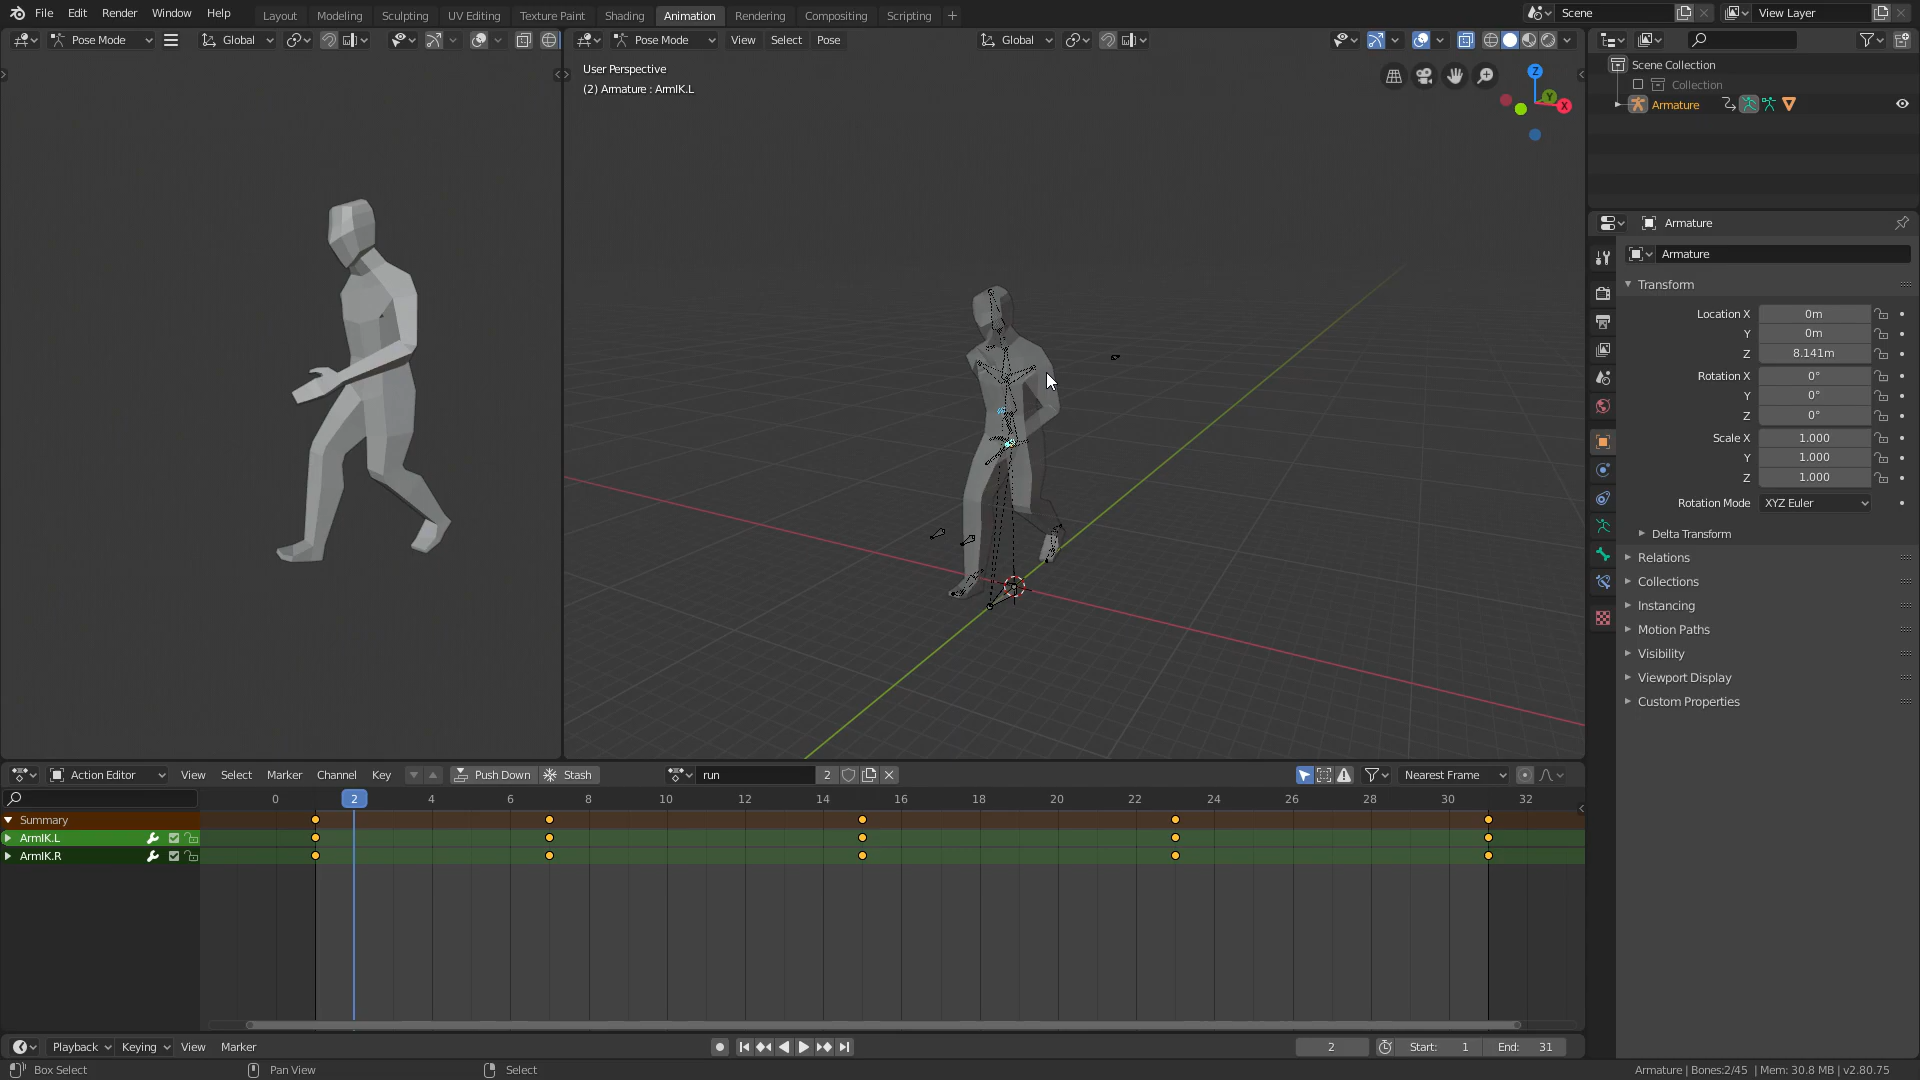 File Edit Render Window Help
Layout Modeling Sculpting UV Editing Texture Paint Shading Animation Rendering Compositing Scripting +
Scene View Layer
Pose Mode Global
Pose Mode View Select Pose Global
User Perspective
(2) Armature : ArmIK.L
Z
Y
X
Scene Collection
Collection
Armature
Armature
Armature
Transform
Location X 0m
Y 0m
Z 8.141m
Rotation X 0°
Y 0°
Z 0°
Scale X 1.000
Y 1.000
Z 1.000
Rotation Mode XYZ Euler
Delta Transform
Relations
Collections
Instancing
Motion Paths
Visibility
Viewport Display
Custom Properties
Action Editor View Select Marker Channel Key Push Down Stash run 2 Nearest Frame
0 2 4 6 8 10 12 14 16 18 20 22 24 26 28 30 32
Summary
ArmIK.L
ArmIK.R
Playback Keying View Marker 2 Start: 1 End: 31
Box Select Pan View Select Armature | Bones:2/45 | Mem: 30.8 MB | v2.80.75